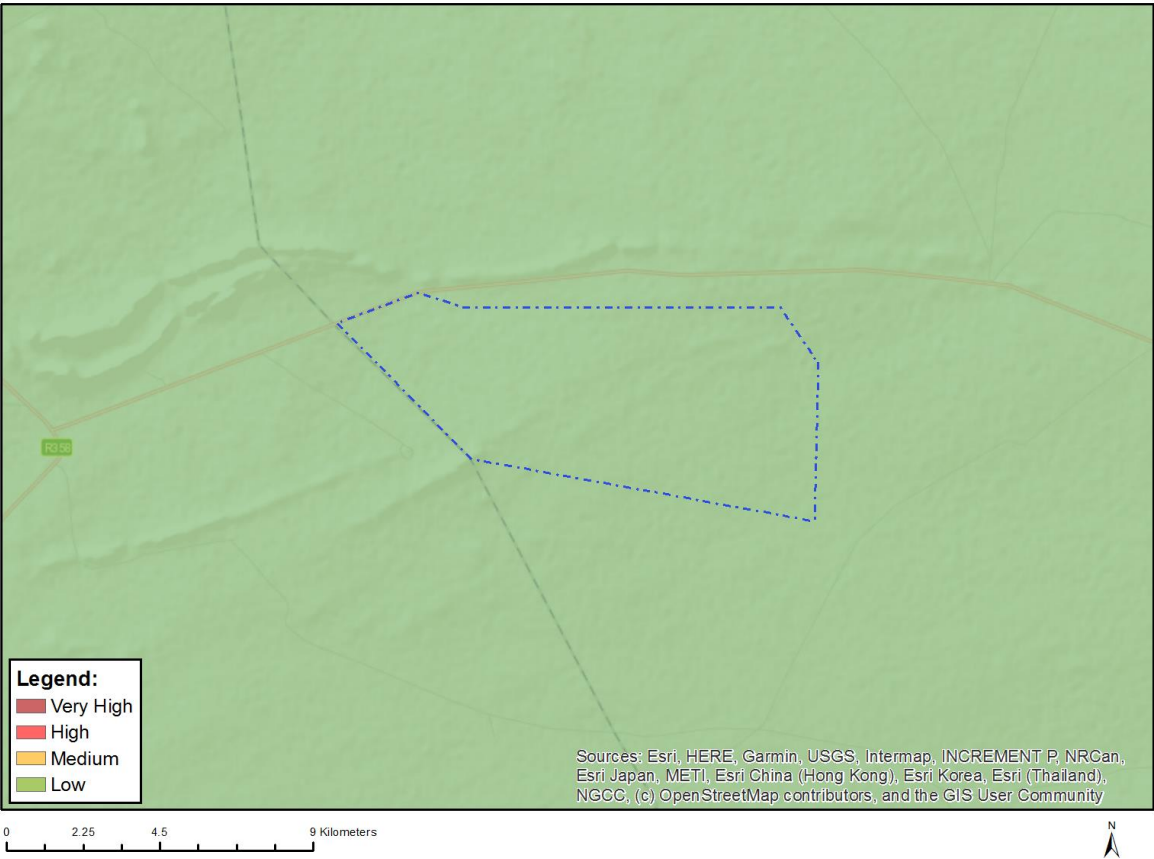 R358
Legend:
Very High
High
Medium
Low
Sources: Esri, HERE, Garmin, USGS, Intermap, INCREMENT P, NRCan,
Esri Japan, METI, Esri China (Hong Kong), Esri Korea, Esri (Thailand),
NGCC, (c) OpenStreetMap contributors, and the GIS User Community
0 2.25 4.5 9 Kilometers
N